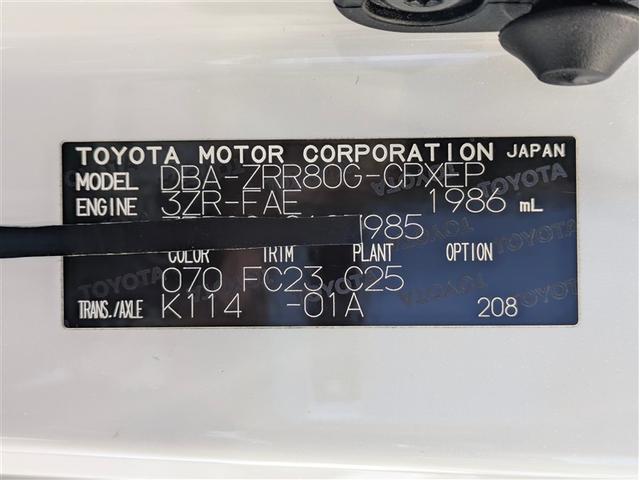 TOYOTA MOTOR CORPORATION JAPAN
MODEL DBA-ZRR80G-CPXEP
ENGINE 3ZR-FAE 1986 mL
985
COLOR TRIM PLANT OPTION
070 FC23 C25
TRANS./AXLE K114 -01A 208